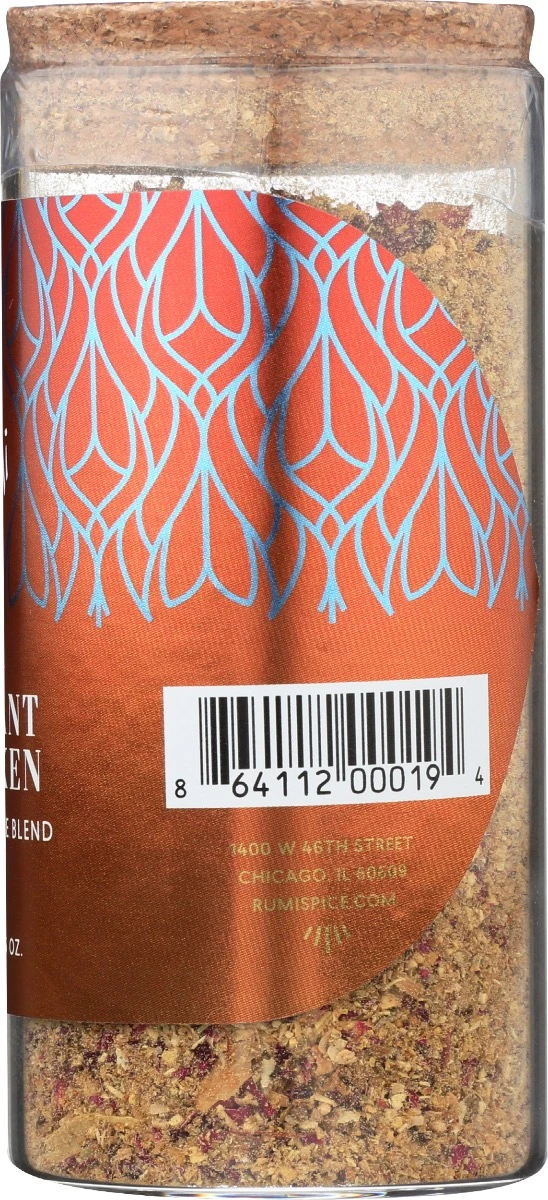 i
ANT
KEN
E BLEND
OZ.
8 64112 00019 4
1400 W 46TH STREET
CHICAGO, IL 60609
RUMISPICE.COM